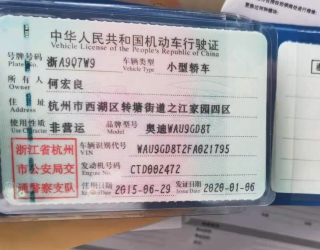 中华人民共和国机动车行驶证
Vehicle License of the People's Republic of China
号牌号码 浙A9Q7W9 车辆类型 小型轿车
Plate No. Vehicle Type
所有人 何宏良
Owner
住址 杭州市西湖区转塘街道之江家园四区
Address
使用性质 非营运 品牌型号 奥迪WAU9GD8T
Use Character Model
浙江省杭州
市公安局交
通警察支队
车辆识别代号 WAU9GD8T2FA021795
VIN
发动机号码 CTD002472
Engine No.
注册日期 2015-06-29 发证日期 2020-01-06
Register Date Issue Date